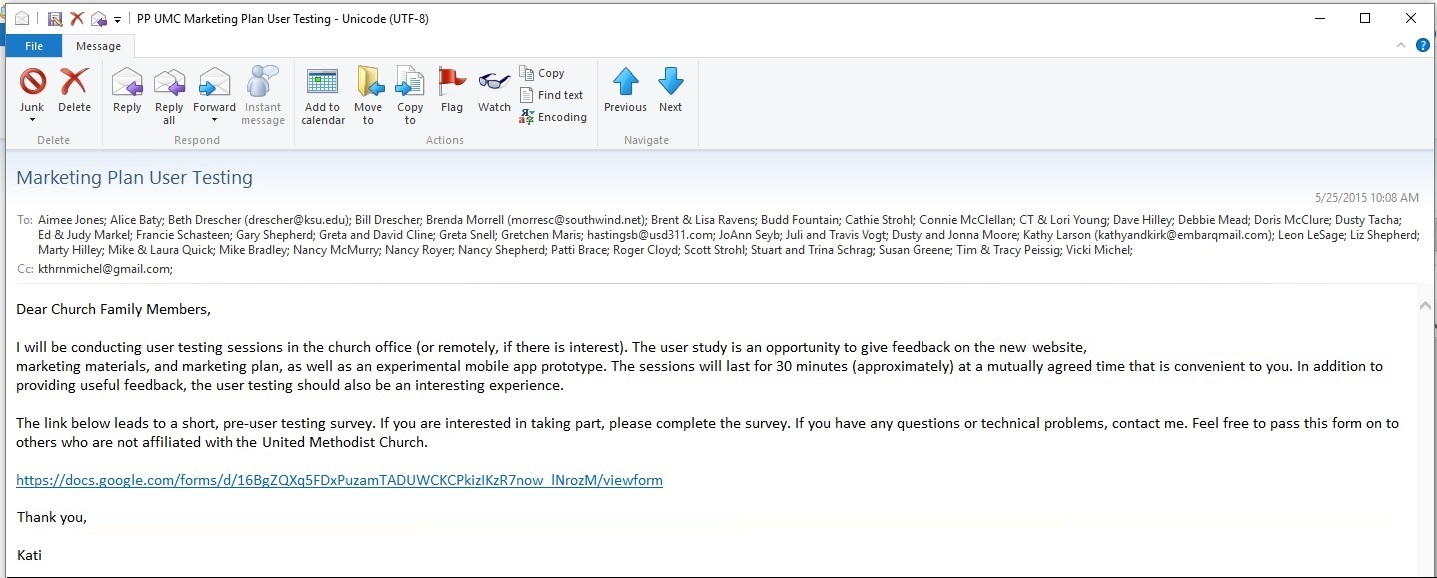 PP UMC Marketing Plan User Testing - Unicode (UTF-8)
File Message
Junk Delete Reply Reply all Forward Instant message Add to calendar Move to Copy to Flag Watch Copy Find text Encoding Previous Next
Delete Respond Actions Navigate
Marketing Plan User Testing
5/25/2015 10:08 AM
To: Aimee Jones; Alice Baty; Beth Drescher (drescher@ksu.edu); Bill Drescher; Brenda Morrell (morresc@southwind.net); Brent & Lisa Ravens; Budd Fountain; Cathie Strohl; Connie McClellan; CT & Lori Young; Dave Hilley; Debbie Mead; Doris McClure; Dusty Tacha;
Ed & Judy Markel; Francie Schasteen; Gary Shepherd; Greta and David Cline; Greta Snell; Gretchen Maris; hastingsb@usd311.com; JoAnn Seyb; Juli and Travis Vogt; Dusty and Jonna Moore; Kathy Larson (kathyandkirk@embarqmail.com); Leon LeSage; Liz Shepherd;
Marty Hilley; Mike & Laura Quick; Mike Bradley; Nancy McMurry; Nancy Royer; Nancy Shepherd; Patti Brace; Roger Cloyd; Scott Strohl; Stuart and Trina Schrag; Susan Greene; Tim & Tracy Peissig; Vicki Michel;
Cc: kthrnmichel@gmail.com;
Dear Church Family Members,
I will be conducting user testing sessions in the church office (or remotely, if there is interest). The user study is an opportunity to give feedback on the new website,
marketing materials, and marketing plan, as well as an experimental mobile app prototype. The sessions will last for 30 minutes (approximately) at a mutually agreed time that is convenient to you. In addition to
providing useful feedback, the user testing should also be an interesting experience.
The link below leads to a short, pre-user testing survey. If you are interested in taking part, please complete the survey. If you have any questions or technical problems, contact me. Feel free to pass this form on to
others who are not affiliated with the United Methodist Church.
https://docs.google.com/forms/d/16BgZQXq5FDxPuzamTADUWCKCPkizIKzR7now_lNrozM/viewform
Thank you,
Kati